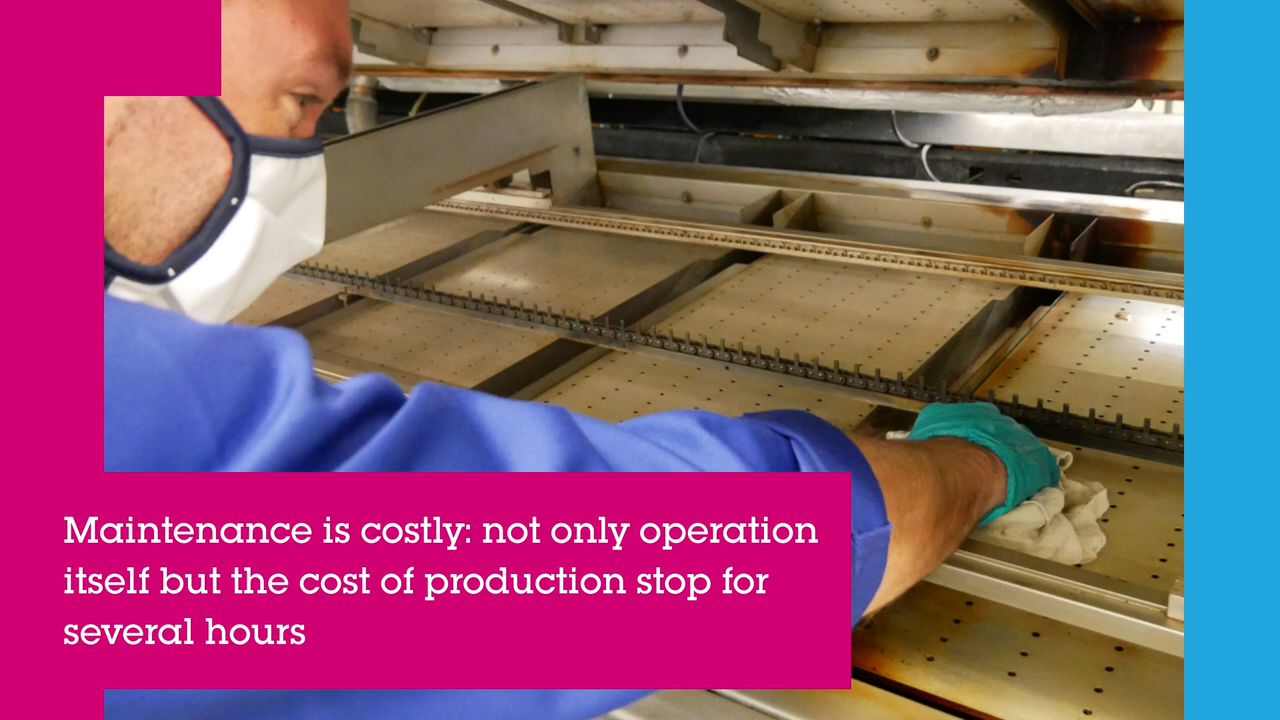 Maintenance is costly: not only operation
itself but the cost of production stop for
several hours